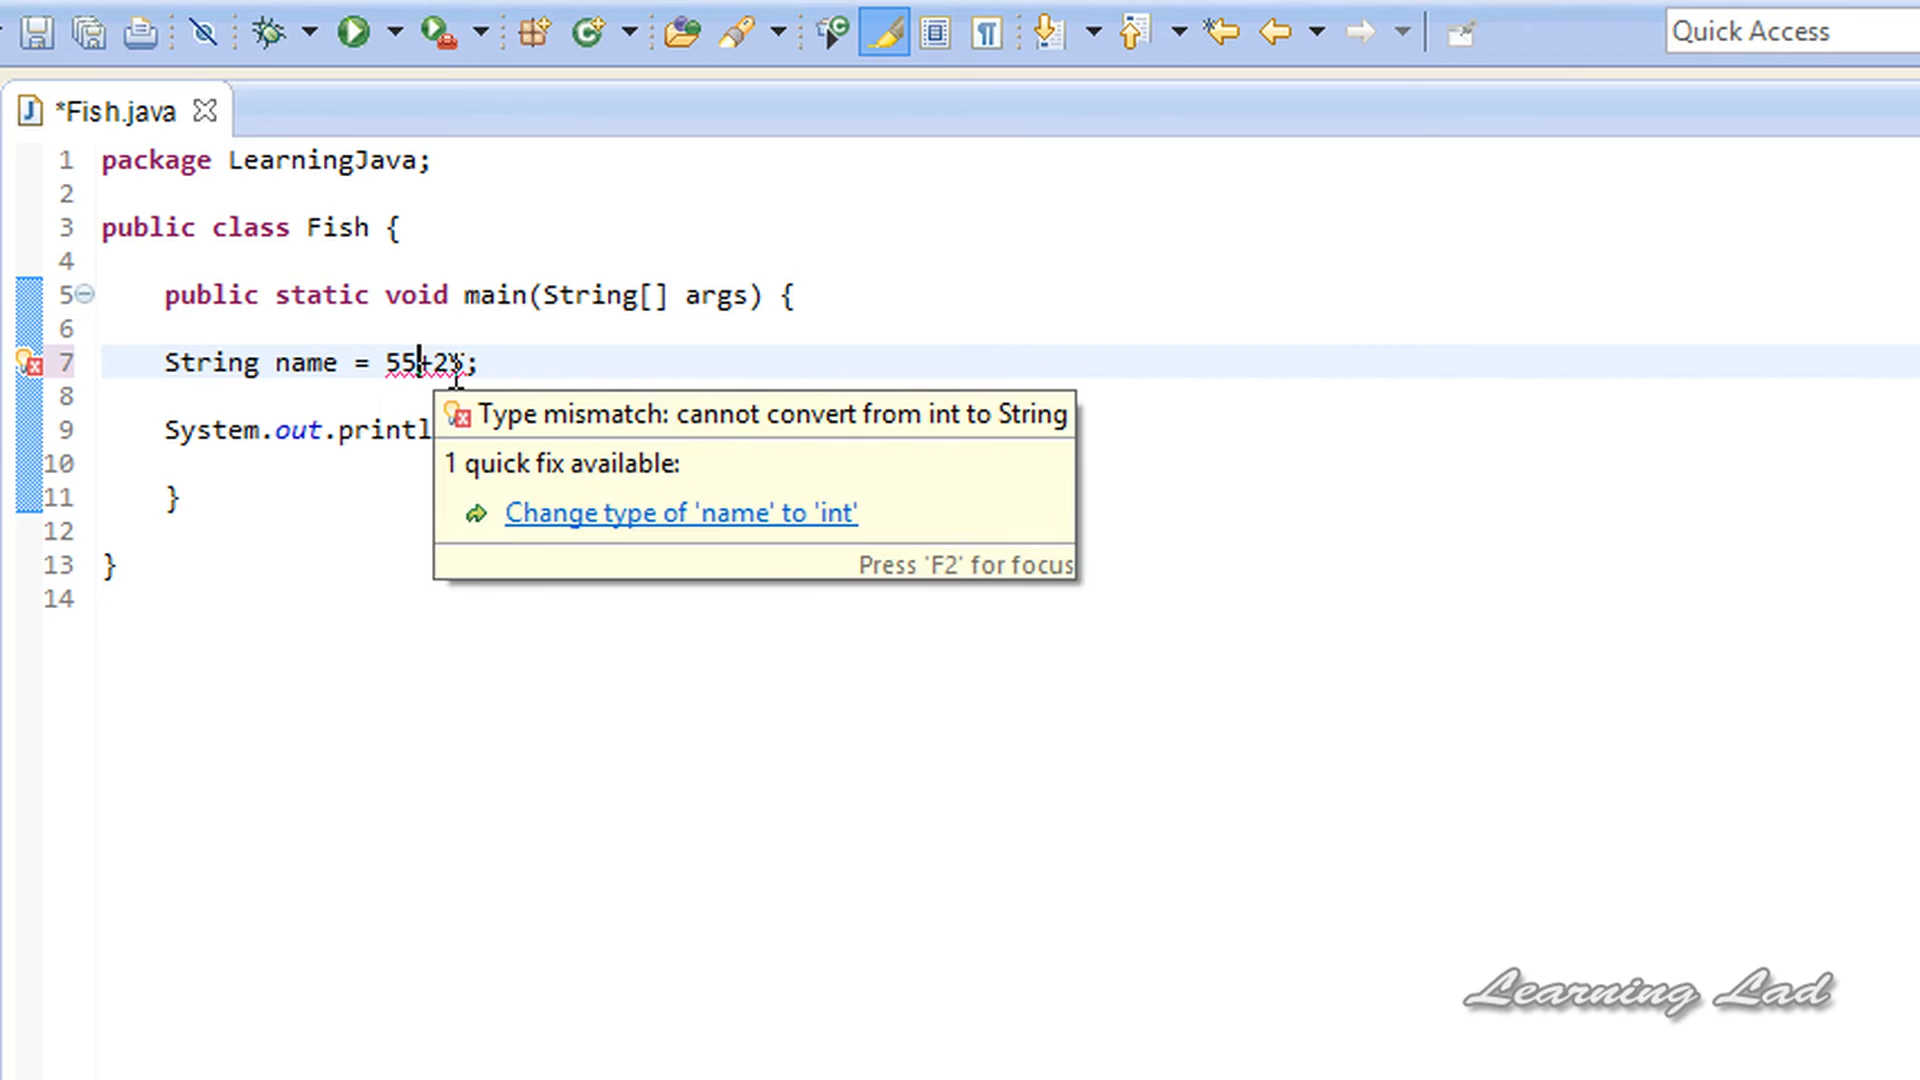 Quick Access
*Fish.java
1 package LearningJava;
2
3 public class Fish {
4
5 public static void main(String[] args) {
6
7 String name = 55+2
8
Type mismatch: cannot convert from int to String
9 System.out.printl
1 quick fix available:
10
11 }
Change type of 'name' to 'int'
12
13 }
Press 'F2' for focus
14
Learning Lad